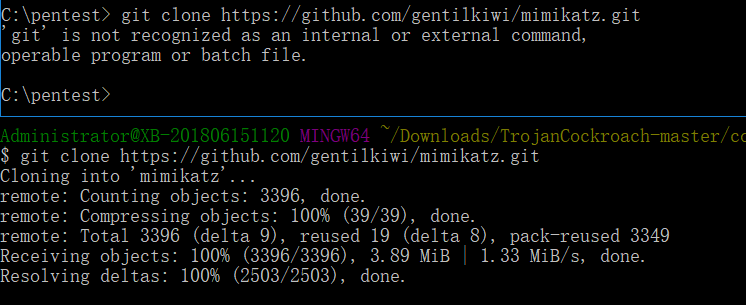 C:\pentest> git clone https://github.com/gentilkiwi/mimikatz.git
'git' is not recognized as an internal or external command,
operable program or batch file.
C:\pentest>
Administrator@XB-201806151120 MINGW64 ~/Downloads/TrojanCockroach-master/co
$ git clone https://github.com/gentilkiwi/mimikatz.git
Cloning into 'mimikatz'...
remote: Counting objects: 3396, done.
remote: Compressing objects: 100% (39/39), done.
remote: Total 3396 (delta 9), reused 19 (delta 8), pack-reused 3349
Receiving objects: 100% (3396/3396), 3.89 MiB | 1.33 MiB/s, done.
Resolving deltas: 100% (2503/2503), done.